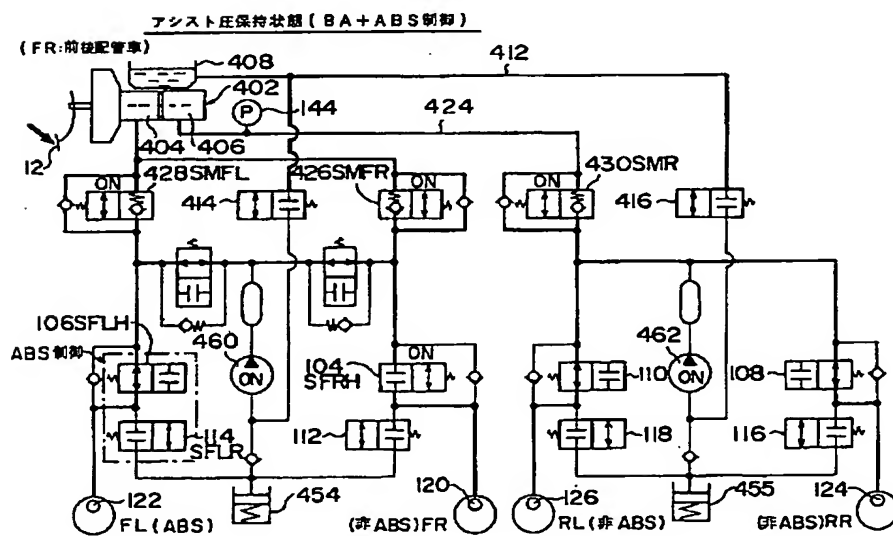 アシスト圧保持状態(BA+ABS制御)
(FR:前後配管車)
408
402
412
P
144
424
404
406
12
ON
428SMFL
426SMFR
ON
430SMR
ON
414
416
106SFLH
ABS制御
460
ON
ON
104
SFRH
462
ON
110
108
114
SFLR
112
118
116
122
454
120
126
455
124
FL(ABS)
(非ABS)FR
RL(非ABS)
(非ABS)RR